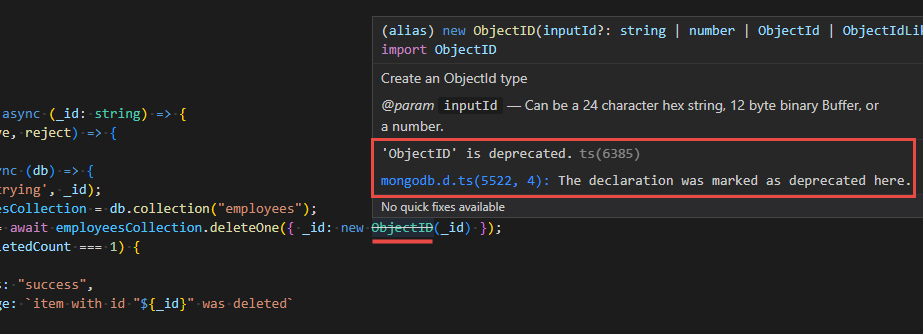 (alias) new ObjectID(inputId?: string | number | ObjectId | ObjectIdLi
import ObjectID
Create an ObjectId type
@param inputId — Can be a 24 character hex string, 12 byte binary Buffer, or
a number.
'ObjectID' is deprecated. ts(6385)
mongodb.d.ts(5522, 4): The declaration was marked as deprecated here.
No quick fixes available
async (_id: string) => {
ve, reject) => {
ync (db) => {
trying', _id);
esCollection = db.collection("employees");
= await employeesCollection.deleteOne({ _id: new ObjectID(_id) });
letedCount === 1) {
s: "success",
ge: `item with id "${_id}" was deleted`